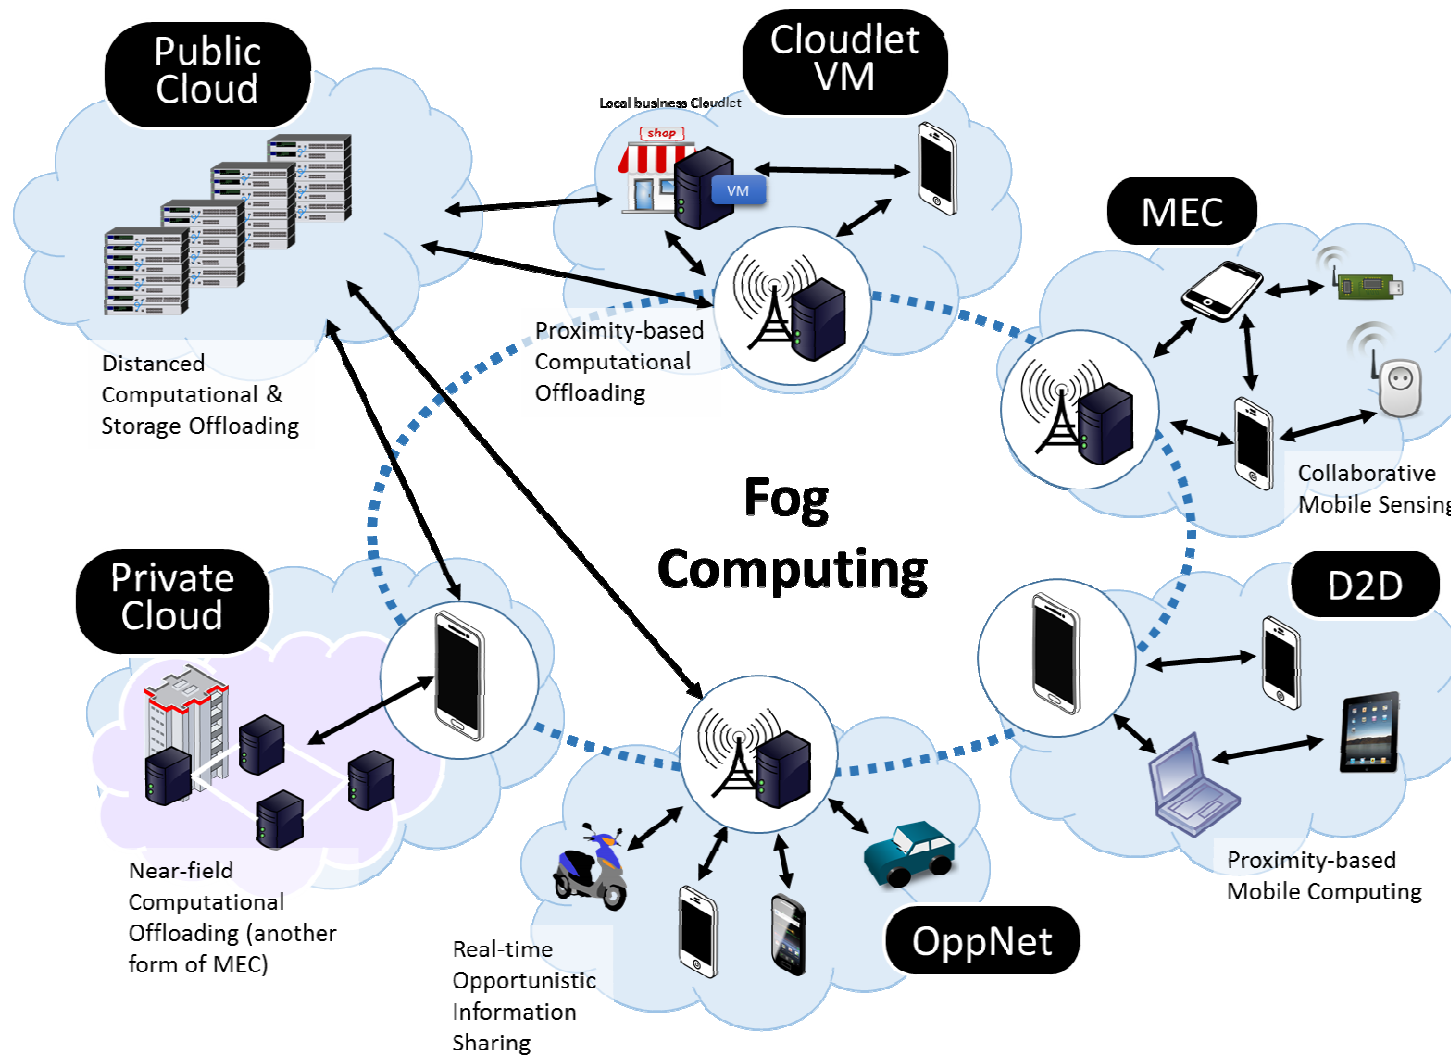 Public
Cloud
Distanced
Computational &
Storage Offloading
Cloudlet
VM
Local business Cloudlet
{ shop }
VM
Proximity-based
Computational
Offloading
MEC
Collaborative
Mobile Sensing
Fog
Computing
Private
Cloud
Near-field
Computational
Offloading (another
form of MEC)
D2D
Proximity-based
Mobile Computing
OppNet
Real-time
Opportunistic
Information
Sharing